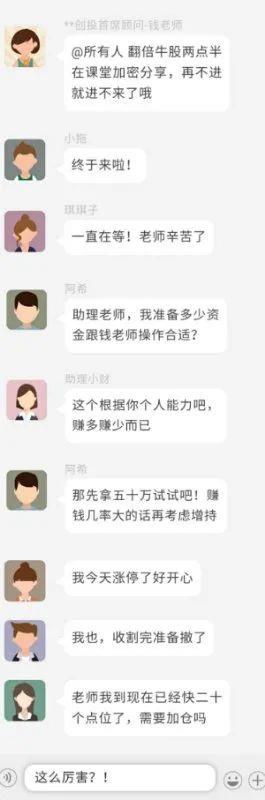 **创投首席顾问-钱老师
@所有人 翻倍牛股两点半
在课堂加密分享，再不进
就进不来了哦
小拖
终于来啦！
琪琪子
一直在等！老师辛苦了
阿希
助理老师，我准备多少资
金跟钱老师操作合适？
助理小财
这个根据你个人能力吧，
赚多赚少而已
阿希
那先拿五十万试试吧！赚
钱几率大的话再考虑增持
我今天涨停了好开心
我也，收割完准备撤了
老师我到现在已经快二十
个点位了，需要加仓吗
这么厉害？！